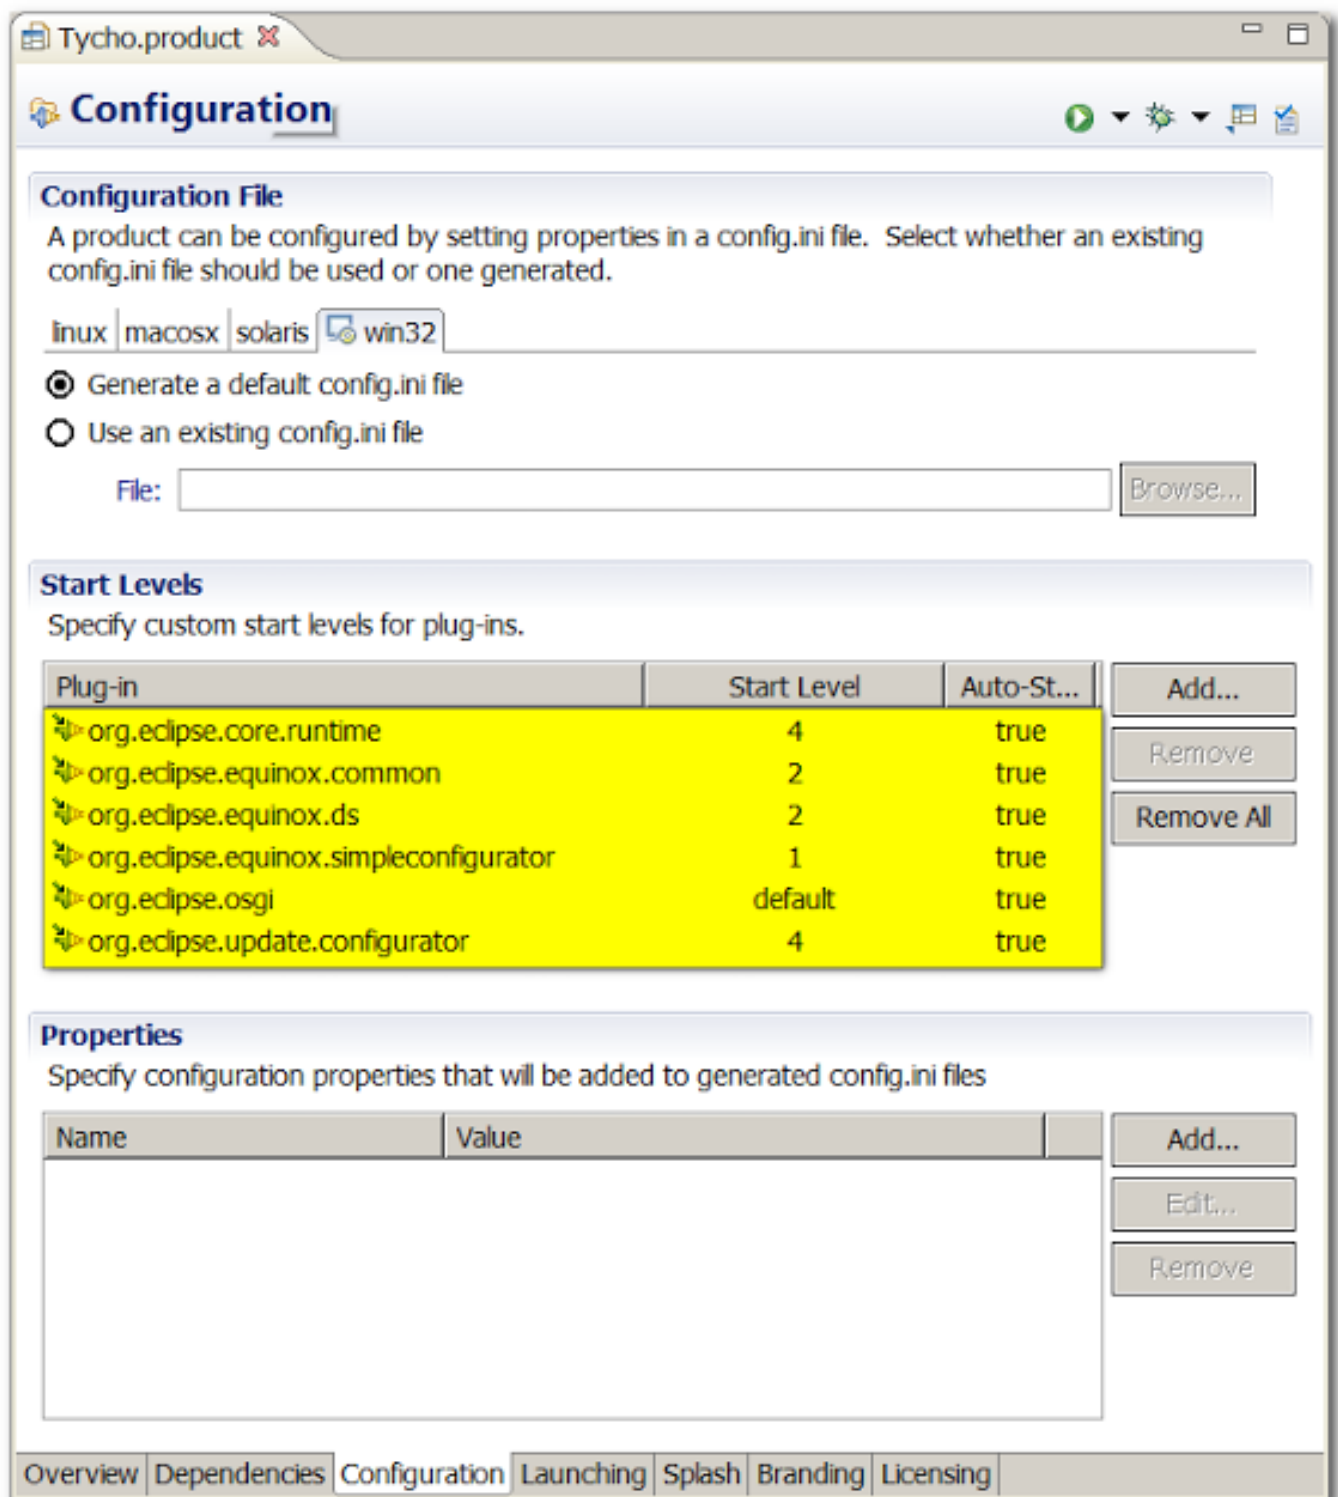 Tycho.product
Configuration
Configuration File
A product can be configured by setting properties in a config.ini file. Select whether an existing
config.ini file should be used or one generated.
linux macosx solaris win32
Generate a default config.ini file
Use an existing config.ini file
File: Browse...
Start Levels
Specify custom start levels for plug-ins.
Plug-in Start Level Auto-St... Add...
org.eclipse.core.runtime 4 true
Remove
org.eclipse.equinox.common 2 true
org.eclipse.equinox.ds 2 true Remove All
org.eclipse.equinox.simpleconfigurator 1 true
org.eclipse.osgi default true
org.eclipse.update.configurator 4 true
Properties
Specify configuration properties that will be added to generated config.ini files
Name Value Add...
Edit...
Remove
Overview Dependencies Configuration Launching Splash Branding Licensing